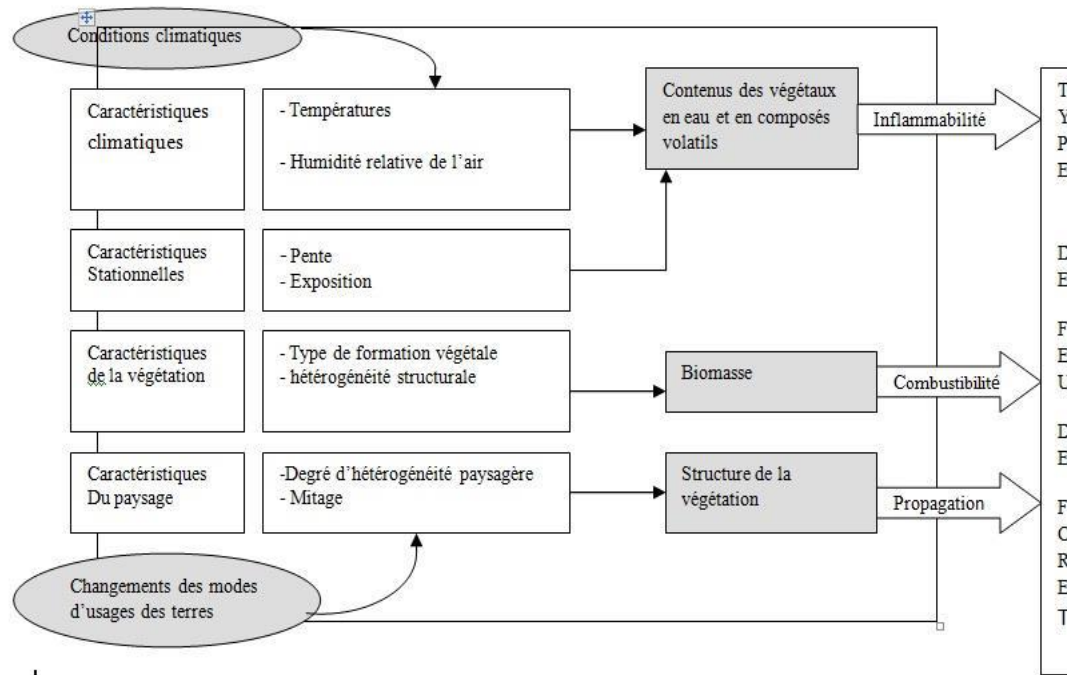 Conditions climatiques
Caractéristiques
climatiques
- Températures
- Humidité relative de l'air
Contenus des végétaux
en eau et en composés
volatils
Inflammabilité
Caractéristiques
Stationnelles
- Pente
- Exposition
Caractéristiques
de la végétation
- Type de formation végétale
- hétérogénéité structurale
Biomasse
Combustibilité
Caractéristiques
Du paysage
-Degré d'hétérogénéité paysagère
- Mitage
Structure de la
végétation
Propagation
Changements des modes
d'usages des terres
T
Y
P
E
D
E
F
E
U
D
E
F
O
R
E
T